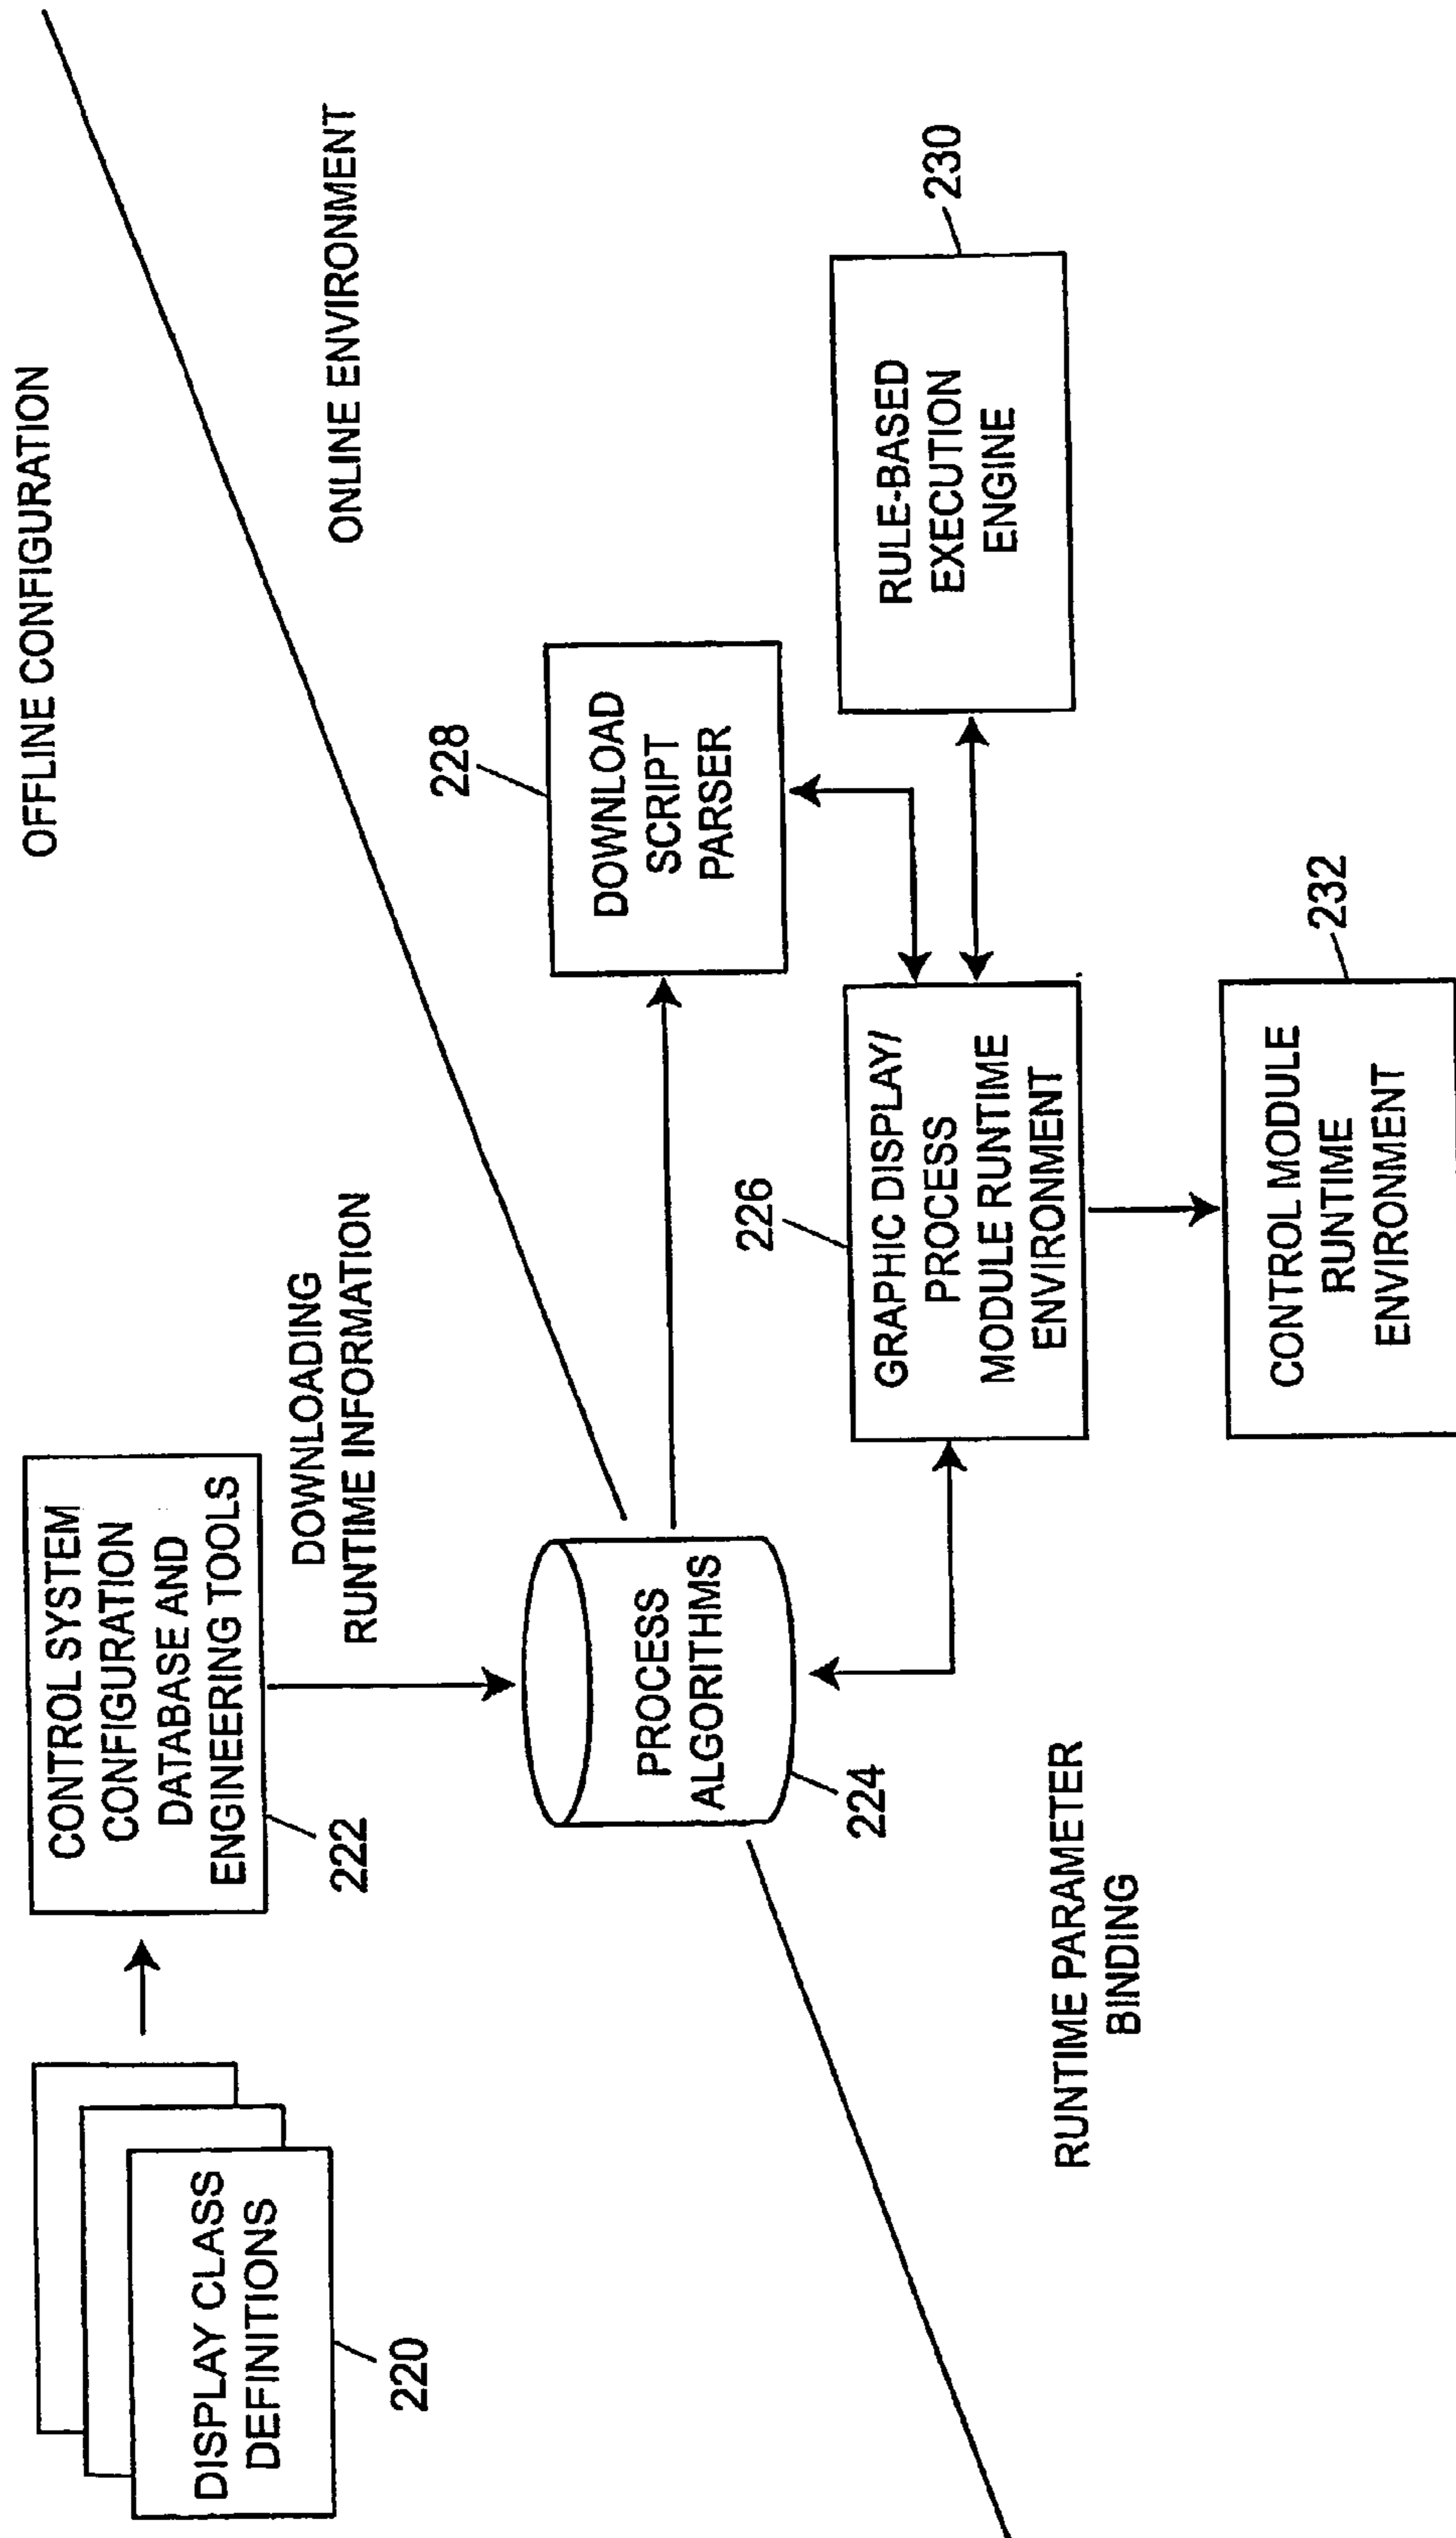 OFFLINE CONFIGURATION
DISPLAY CLASS
DEFINITIONS
220
CONTROL SYSTEM
CONFIGURATION
DATABASE AND
ENGINEERING TOOLS
222
DOWNLOADING
RUNTIME INFORMATION
ONLINE ENVIRONMENT
PROCESS
ALGORITHMS
224
228
DOWNLOAD
SCRIPT
PARSER
226
GRAPHIC DISPLAY/
PROCESS
MODULE RUNTIME
ENVIRONMENT
RULE-BASED
EXECUTION
ENGINE
230
RUNTIME PARAMETER
BINDING
CONTROL MODULE
RUNTIME
ENVIRONMENT
232